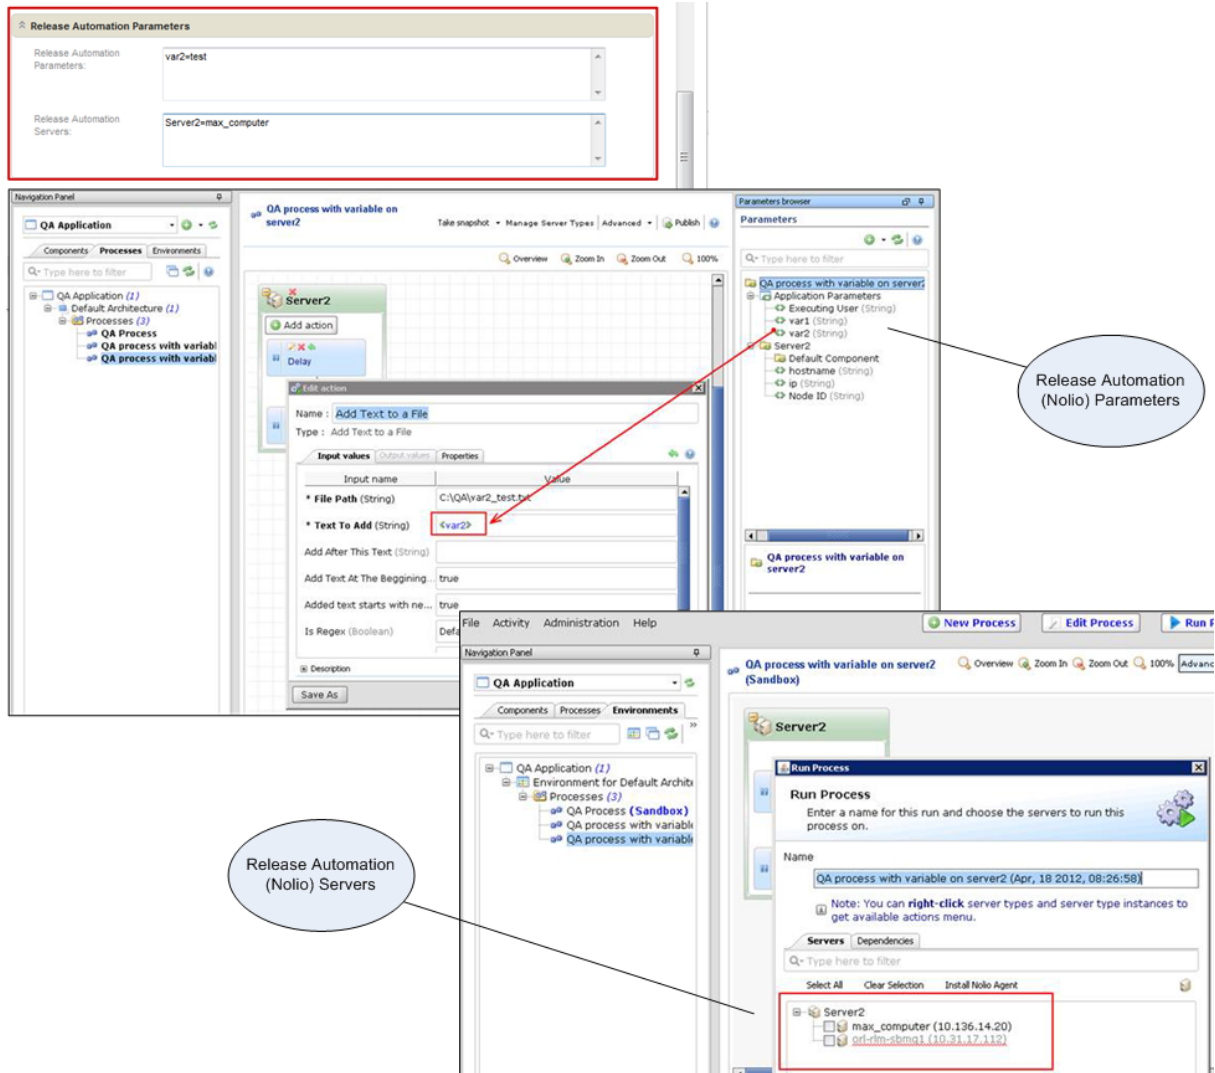 Release Automation Parameters
Release Automation
Parameters:
var2=test
Release Automation
Servers:
Server2=max_computer
Navigation Panel
QA Application
Components Processes Environments
Type here to filter
QA Application (1)
Default Architecture (1)
Processes (3)
QA Process
QA process with variabl
QA process with variabl
QA process with variable on
server2
Take snapshot Manage Server Types Advanced Publish
Overview Zoom In Zoom Out 100%
Server2
Add action
Delay
Edit action
Name : Add Text to a File
Type : Add Text to a File
Input values Output values Properties
Input name Value
* File Path (String) C:\QA\var2_test.txt
* Text To Add (String) <var2>
Add After This Text (String)
Add Text At The Beggining... true
Added text starts with ne... true
Is Regex (Boolean) Defa
Description
Save As
Parameters browser
Parameters
Type here to filter
QA process with variable on server2
Application Parameters
Executing User (String)
var1 (String)
var2 (String)
Server2
Default Component
hostname (String)
ip (String)
Node ID (String)
QA process with variable on
server2
Release Automation
(Nolio) Parameters
File Activity Administration Help
New Process Edit Process Run P
Navigation Panel
QA Application
Components Processes Environments
Type here to filter
QA Application (1)
Environment for Default Archite
Processes (3)
QA Process (Sandbox)
QA process with variable
QA process with variable
QA process with variable on server2
(Sandbox)
Overview Zoom In Zoom Out 100% Advanc
Server2
Run Process
Run Process
Enter a name for this run and choose the servers to run this
process on.
Name
QA process with variable on server2 (Apr, 18 2012, 08:26:58)
Note: You can right-click server types and server type instances to
get available actions menu.
Servers Dependencies
Type here to filter
Select All Clear Selection Install Nolio Agent
Server2
max_computer (10.136.14.20)
orl-rlm-sbmq1 (10.31.17.112)
Release Automation
(Nolio) Servers